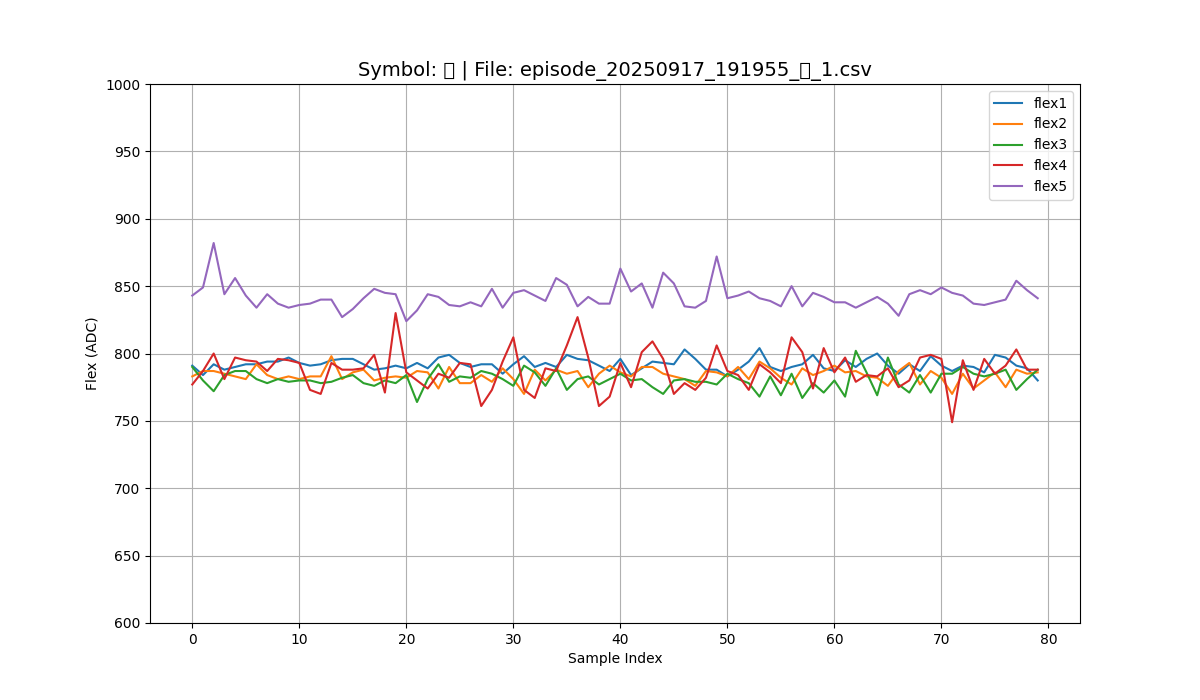 Symbol: ▯ | File: episode_20250917_191955_▯_1.csv
1000
950
900
850
800
750
700
650
600
Flex (ADC)
0 10 20 30 40 50 60 70 80
Sample Index
flex1
flex2
flex3
flex4
flex5